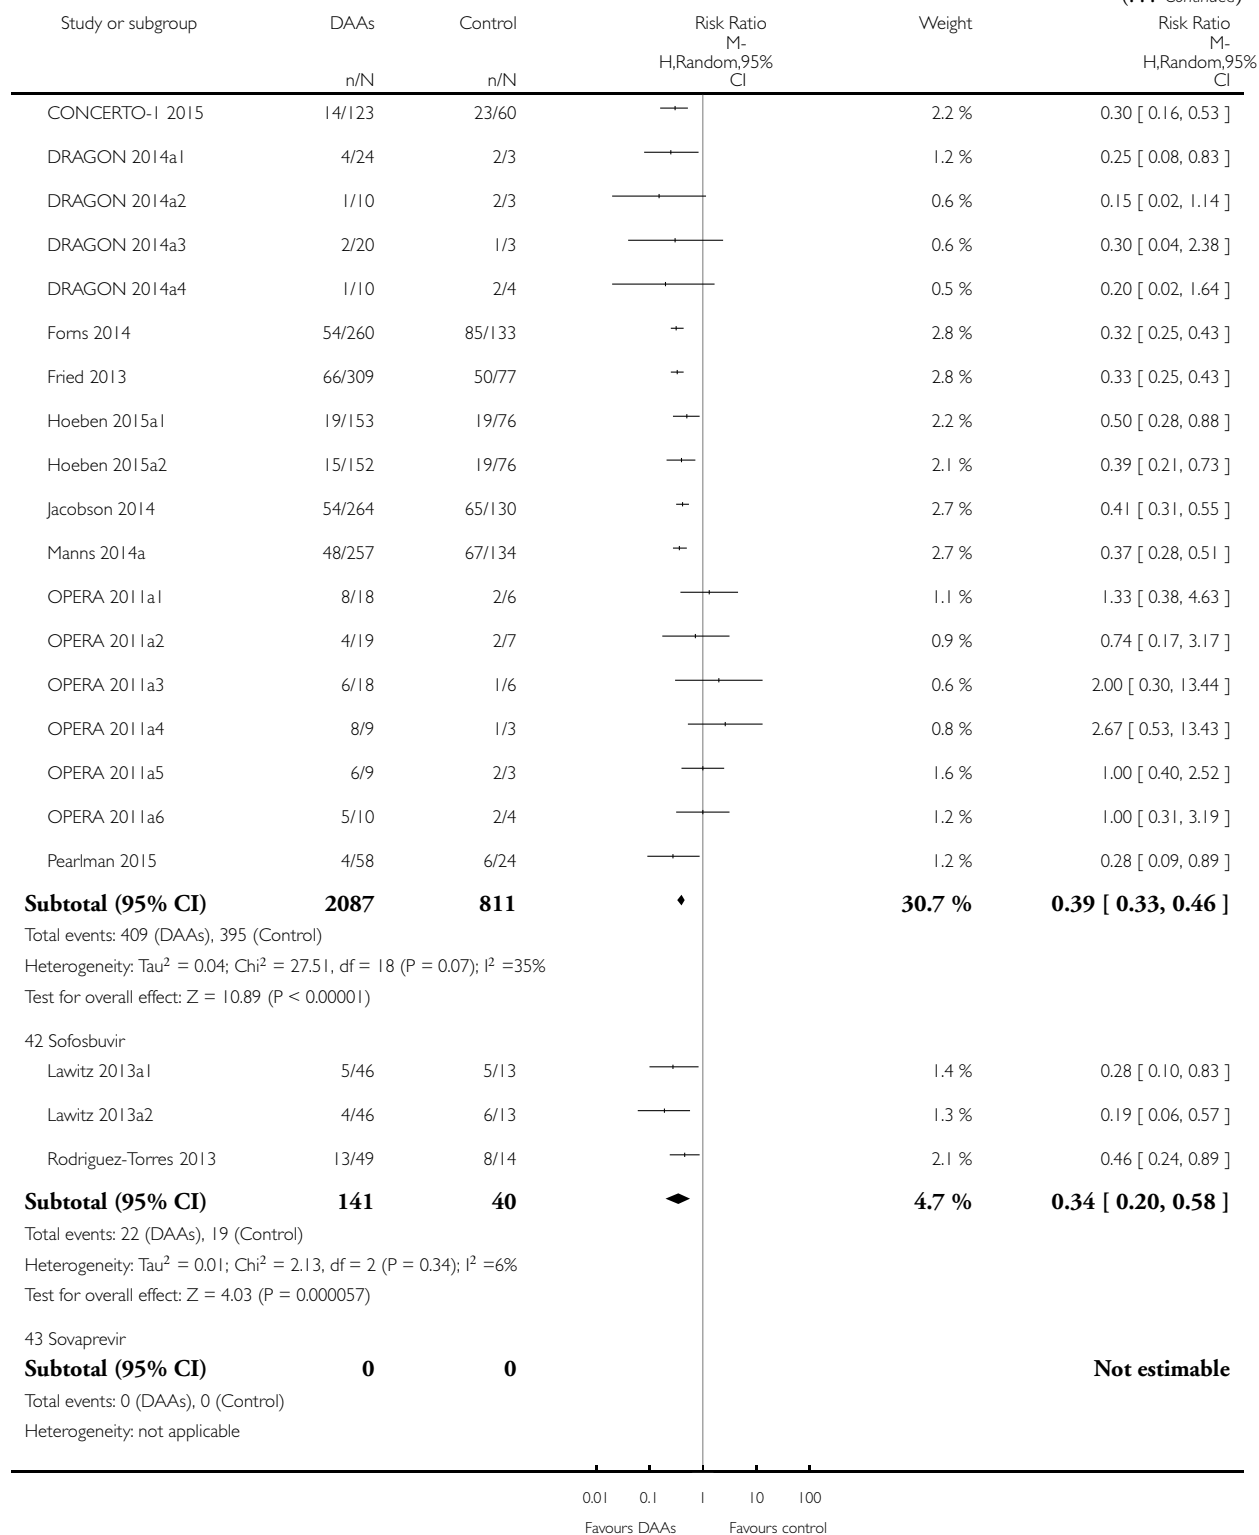 (... Continued)
Study or subgroup DAAs Control Risk Ratio Weight Risk Ratio
M- M-
H,Random,95% H,Random,95%
n/N n/N CI CI
CONCERTO-1 2015 14/123 23/60 2.2 % 0.30 [ 0.16, 0.53 ]
DRAGON 2014a1 4/24 2/3 1.2 % 0.25 [ 0.08, 0.83 ]
DRAGON 2014a2 1/10 2/3 0.6 % 0.15 [ 0.02, 1.14 ]
DRAGON 2014a3 2/20 1/3 0.6 % 0.30 [ 0.04, 2.38 ]
DRAGON 2014a4 1/10 2/4 0.5 % 0.20 [ 0.02, 1.64 ]
Forns 2014 54/260 85/133 2.8 % 0.32 [ 0.25, 0.43 ]
Fried 2013 66/309 50/77 2.8 % 0.33 [ 0.25, 0.43 ]
Hoeben 2015a1 19/153 19/76 2.2 % 0.50 [ 0.28, 0.88 ]
Hoeben 2015a2 15/152 19/76 2.1 % 0.39 [ 0.21, 0.73 ]
Jacobson 2014 54/264 65/130 2.7 % 0.41 [ 0.31, 0.55 ]
Manns 2014a 48/257 67/134 2.7 % 0.37 [ 0.28, 0.51 ]
OPERA 2011a1 8/18 2/6 1.1 % 1.33 [ 0.38, 4.63 ]
OPERA 2011a2 4/19 2/7 0.9 % 0.74 [ 0.17, 3.17 ]
OPERA 2011a3 6/18 1/6 0.6 % 2.00 [ 0.30, 13.44 ]
OPERA 2011a4 8/9 1/3 0.8 % 2.67 [ 0.53, 13.43 ]
OPERA 2011a5 6/9 2/3 1.6 % 1.00 [ 0.40, 2.52 ]
OPERA 2011a6 5/10 2/4 1.2 % 1.00 [ 0.31, 3.19 ]
Pearlman 2015 4/58 6/24 1.2 % 0.28 [ 0.09, 0.89 ]
Subtotal (95% CI) 2087 811 30.7 % 0.39 [ 0.33, 0.46 ]
Total events: 409 (DAAs), 395 (Control)
Heterogeneity: Tau² = 0.04; Chi² = 27.51, df = 18 (P = 0.07); I² =35%
Test for overall effect: Z = 10.89 (P < 0.00001)
42 Sofosbuvir
Lawitz 2013a1 5/46 5/13 1.4 % 0.28 [ 0.10, 0.83 ]
Lawitz 2013a2 4/46 6/13 1.3 % 0.19 [ 0.06, 0.57 ]
Rodriguez-Torres 2013 13/49 8/14 2.1 % 0.46 [ 0.24, 0.89 ]
Subtotal (95% CI) 141 40 4.7 % 0.34 [ 0.20, 0.58 ]
Total events: 22 (DAAs), 19 (Control)
Heterogeneity: Tau² = 0.01; Chi² = 2.13, df = 2 (P = 0.34); I² =6%
Test for overall effect: Z = 4.03 (P = 0.000057)
43 Sovaprevir
Subtotal (95% CI) 0 0 Not estimable
Total events: 0 (DAAs), 0 (Control)
Heterogeneity: not applicable
0.01 0.1 1 10 100
Favours DAAs Favours control